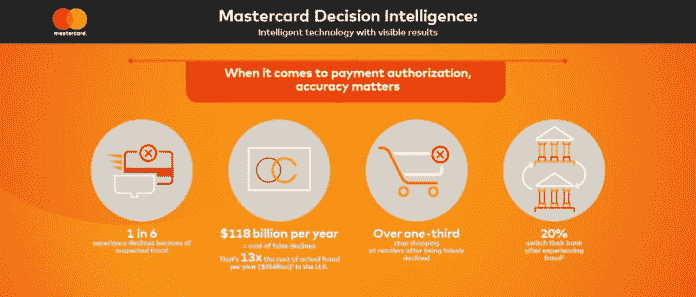 mastercard.
Mastercard Decision Intelligence:
Intelligent technology with visible results
When it comes to payment authorization,
accuracy matters
1 in 6
experience declines because of
suspected fraud
$118 billion per year
= cost of false declines
That's 13x the cost of actual fraud
per year ($9 billion) in the U.S.
Over one-third
stop shopping
at retailers after being falsely
declined
20%
switch their bank
after experiencing
fraud